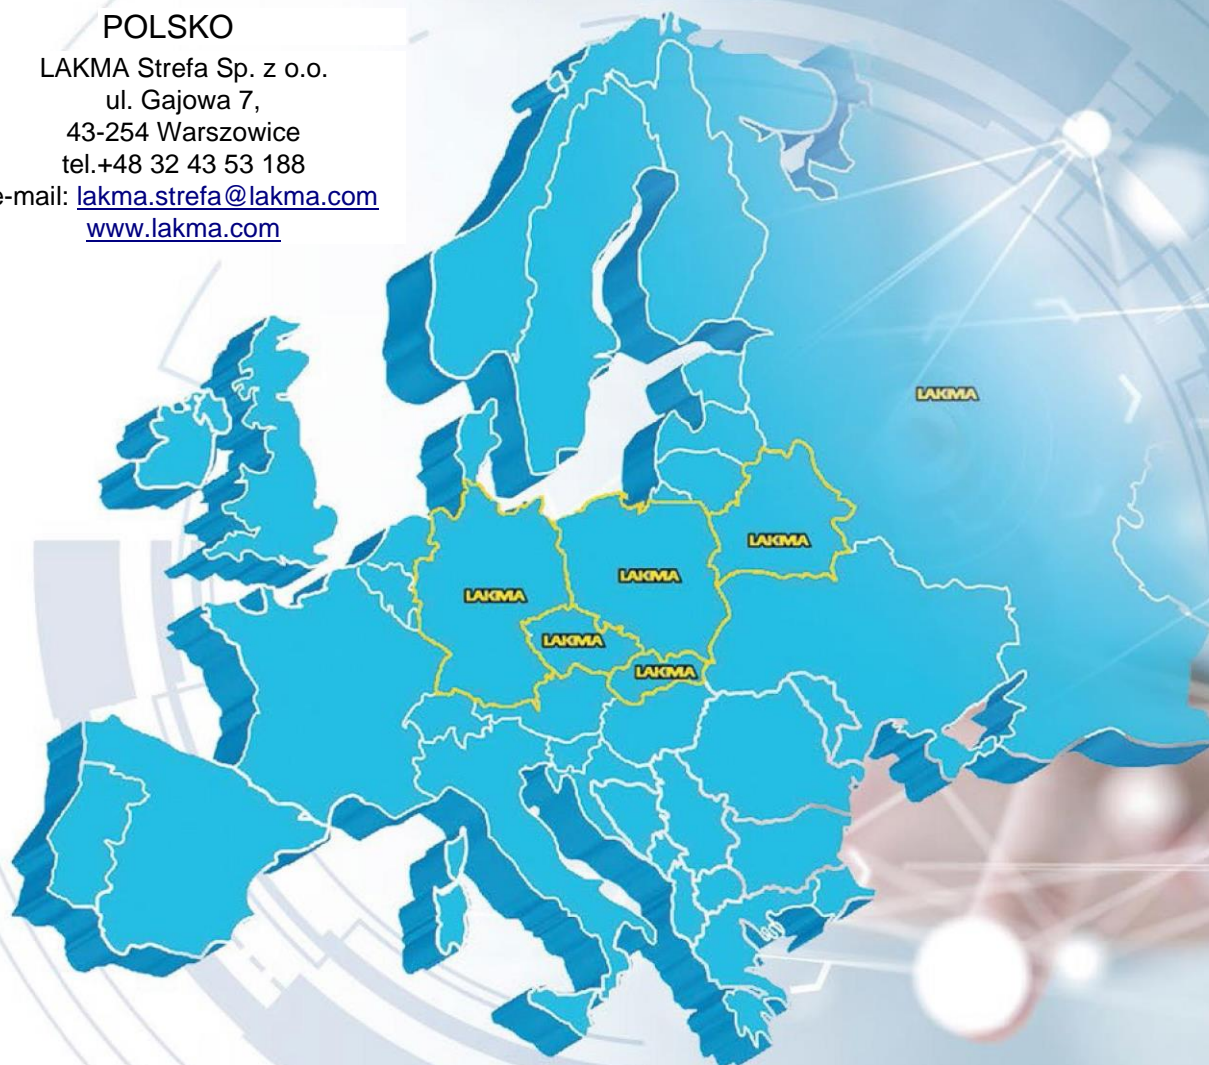 POLSKO
LAKMA Strefa Sp. z o.o.
ul. Gajowa 7,
43-254 Warszowice
tel.+48 32 43 53 188
e-mail: lakma.strefa@lakma.com
www.lakma.com
LAKMA
LAKMA
LAKMA
LAKMA
LAKMA
LAKMA